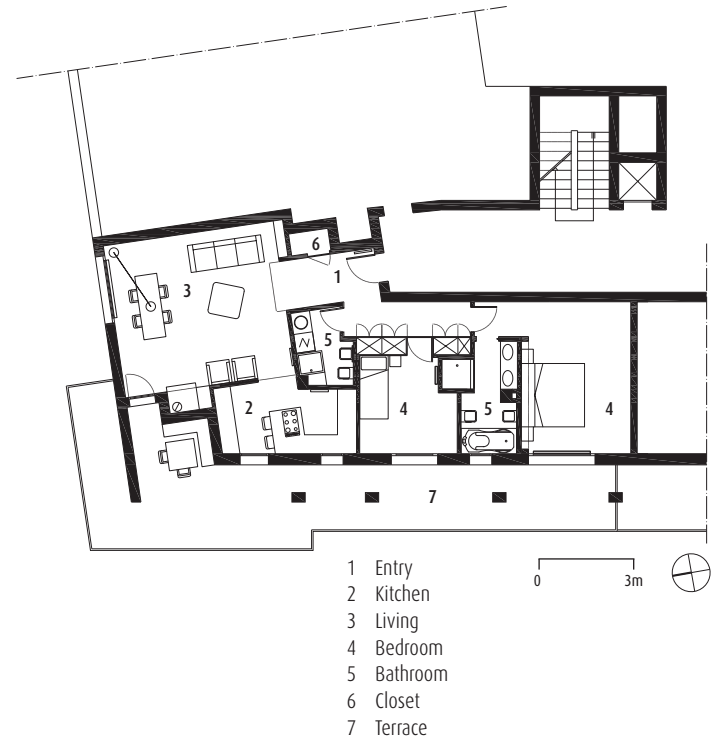 6
1
3
5
2
4
5
4
7
0 3m
1 Entry
2 Kitchen
3 Living
4 Bedroom
5 Bathroom
6 Closet
7 Terrace